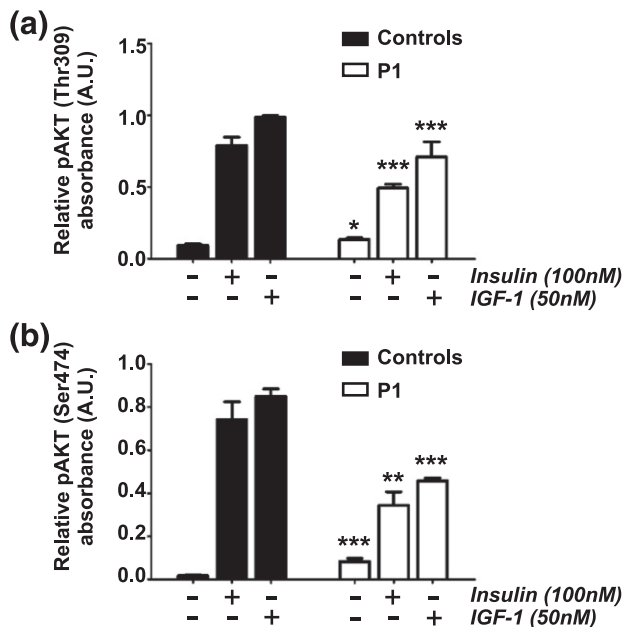 (a)
Relative pAKT (Thr309)
absorbance (A.U.)
1.5
1.0
0.5
0.0
Controls
P1
*
***
***
- + - - + - Insulin (100nM)
- - + - - + IGF-1 (50nM)
(b)
Relative pAKT (Ser474)
absorbance (A.U.)
1.0
0.8
0.6
0.4
0.2
0.0
Controls
P1
***
**
***
- + - - + - Insulin (100nM)
- - + - - + IGF-1 (50nM)